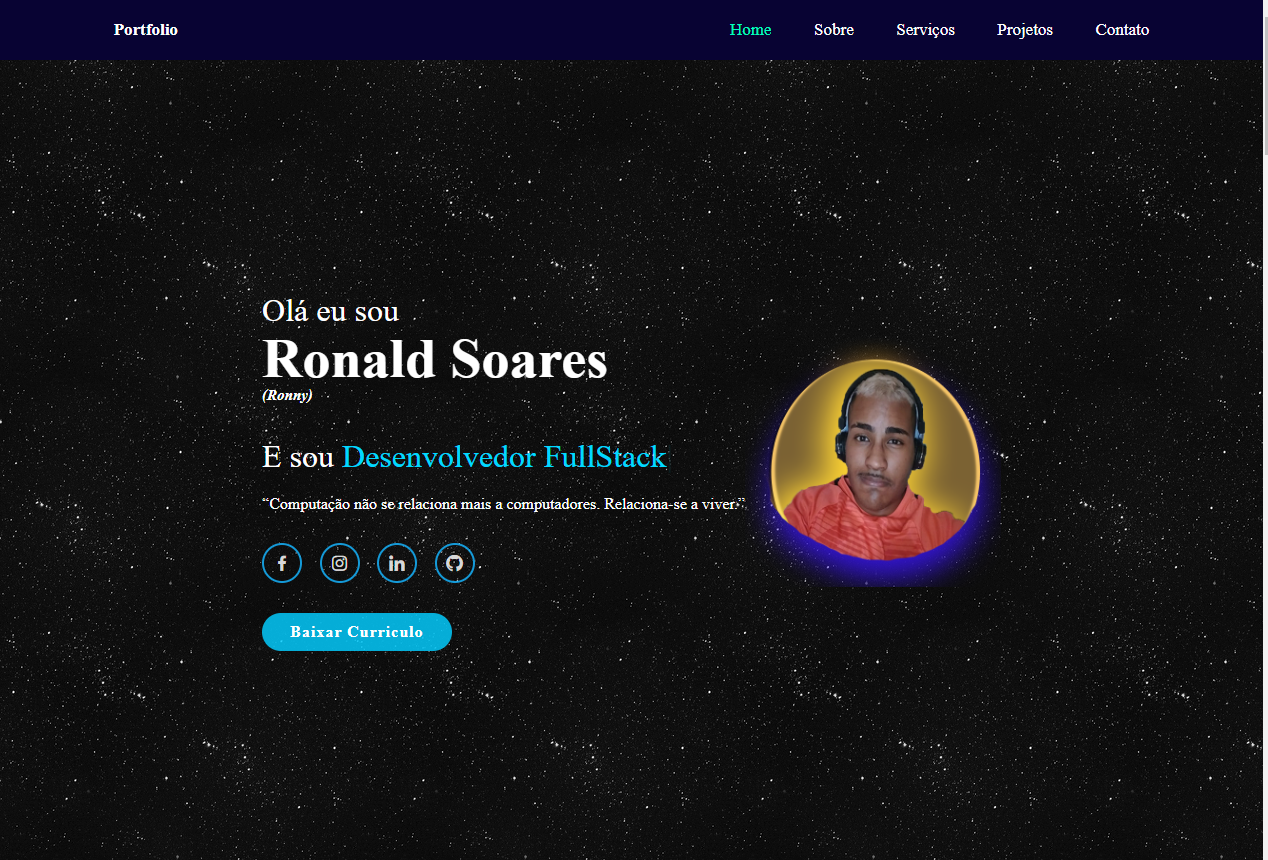 Portfolio
Home Sobre Serviços Projetos Contato
Olá eu sou
Ronald Soares
(Ronny)
E sou Desenvolvedor FullStack
“Computação não se relaciona mais a computadores. Relaciona-se a viver.”
Baixar Curriculo